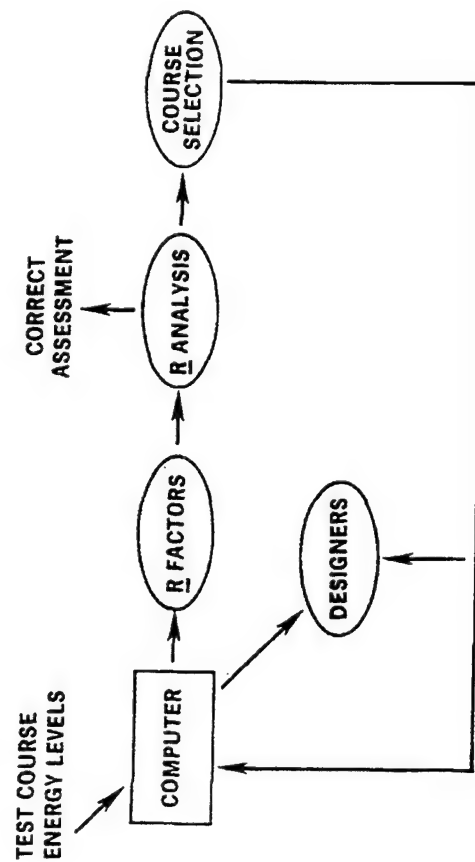 TEST COURSE
ENERGY LEVELS
COMPUTER
R FACTORS
DESIGNERS
R ANALYSIS
CORRECT
ASSESSMENT
COURSE
SELECTION